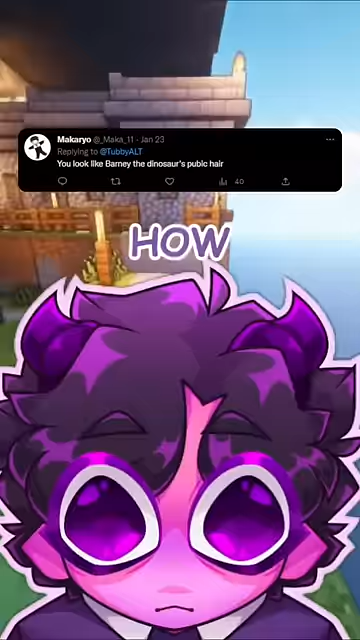 Makaryo @_Maka_11 · Jan 23
Replying to @TubbyALT
You look like Barney the dinosaur's pubic hair
40
HOW